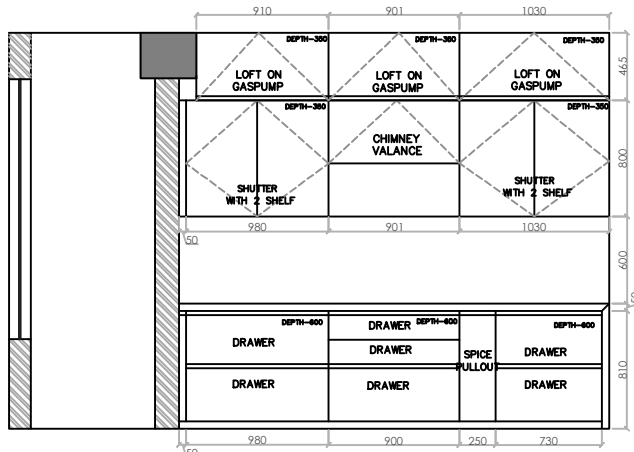 910 901 1030
DEPTH-350 DEPTH-350 DEPTH-350
LOFT ON
GASPUMP
LOFT ON
GASPUMP
LOFT ON
GASPUMP
465
DEPTH-350 DEPTH-350
CHIMNEY
VALANCE
SHUTTER
WITH 2 SHELF
SHUTTER
WITH 2 SHELF
800
50 980 901 1030
600
50
DEPTH-600 DEPTH-600 DEPTH-600
DRAWER
DRAWER
DRAWER
DRAWER
DRAWER
SPICE
PULLOUT
DRAWER
DRAWER
810
50 980 900 250 730